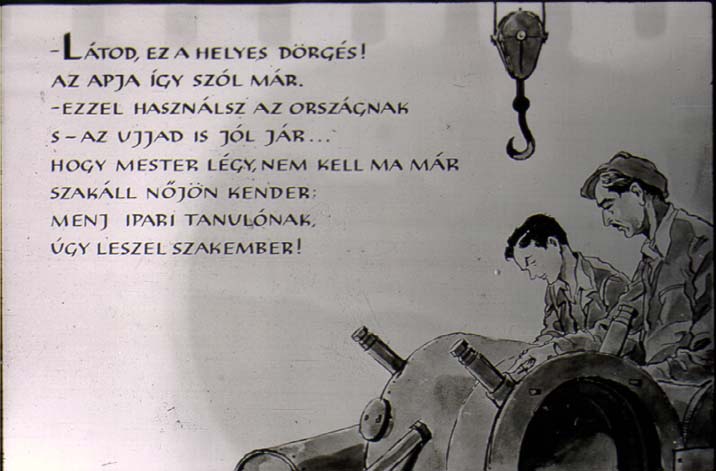 -LÁTOD, EZ A HELYES DÖRGÉS!
AZ APJA ÍGY SZÓL MÁR.
-EZZEL HASZNÁLSZ AZ ORSZÁGNAK
S-AZ UJJAD IS JÓL JÁR...
HOGY MESTER LÉGY, NEM KELL MA MÁR
SZAKÁLL NŐJÖN KENDER:
MENJ IPARI TANULÓNAK,
ÚGY LESZEL SZAKEMBER!